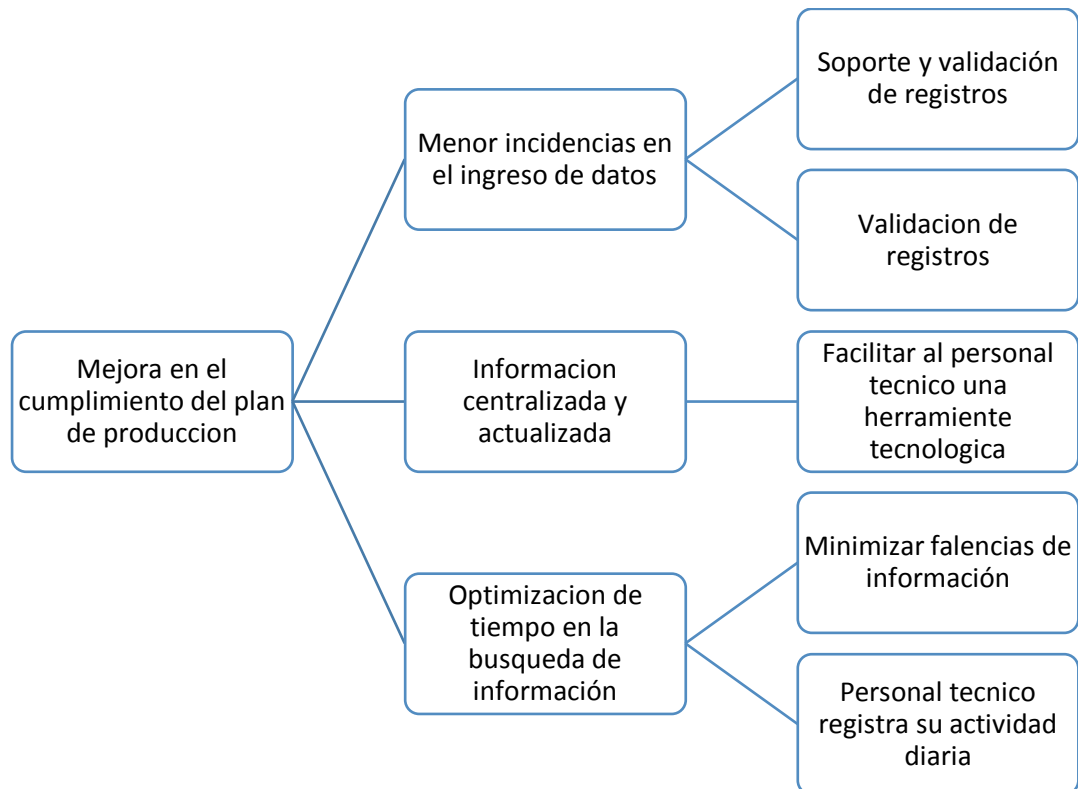 Mejora en el
cumplimiento del plan
de produccion
Menor incidencias en
el ingreso de datos
Soporte y validación
de registros
Validacion de
registros
Informacion
centralizada y
actualizada
Facilitar al personal
tecnico una
herramiente
tecnologica
Optimizacion de
tiempo en la
busqueda de
información
Minimizar falencias de
información
Personal tecnico
registra su actividad
diaria